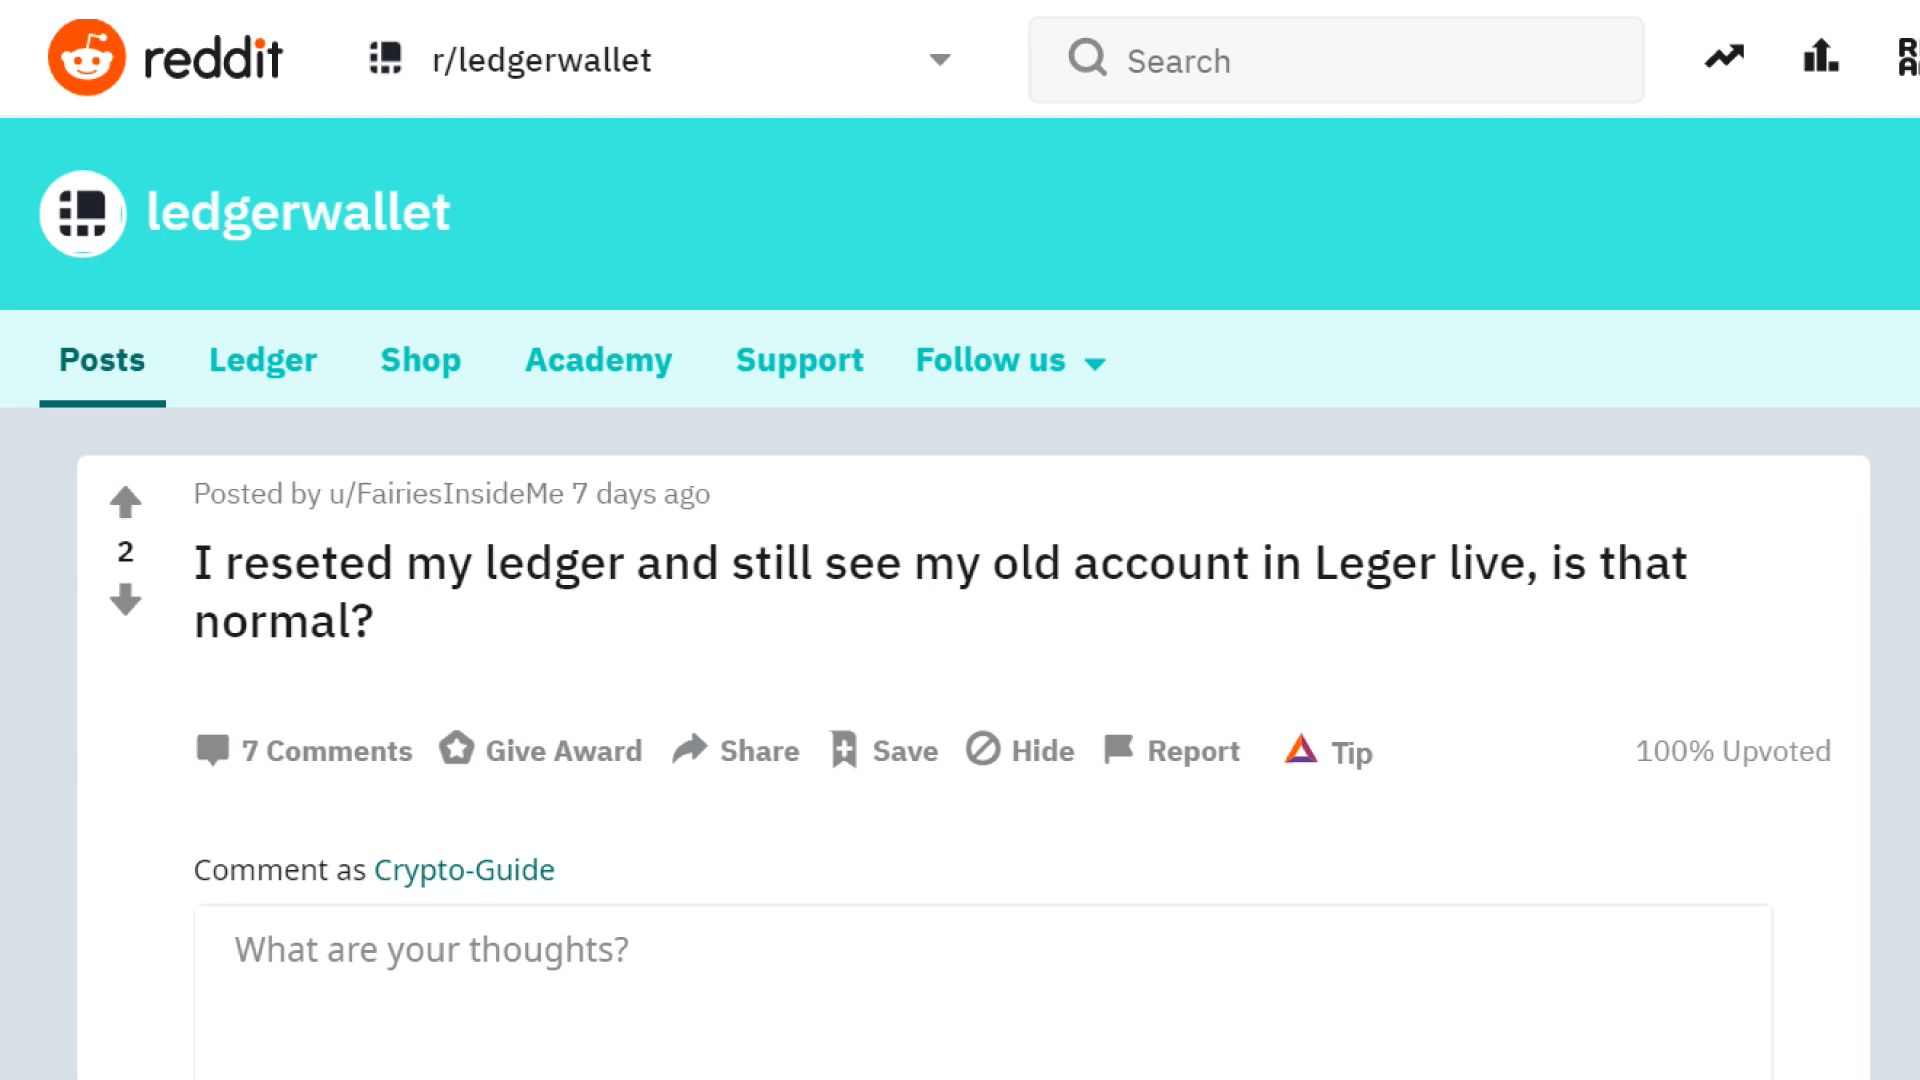 reddit r/ledgerwallet Search
ledgerwallet
Posts Ledger Shop Academy Support Follow us
Posted by u/FairiesInsideMe 7 days ago
2
I reseted my ledger and still see my old account in Leger live, is that
normal?
7 Comments Give Award Share Save Hide Report Tip 100% Upvoted
Comment as Crypto-Guide
What are your thoughts?